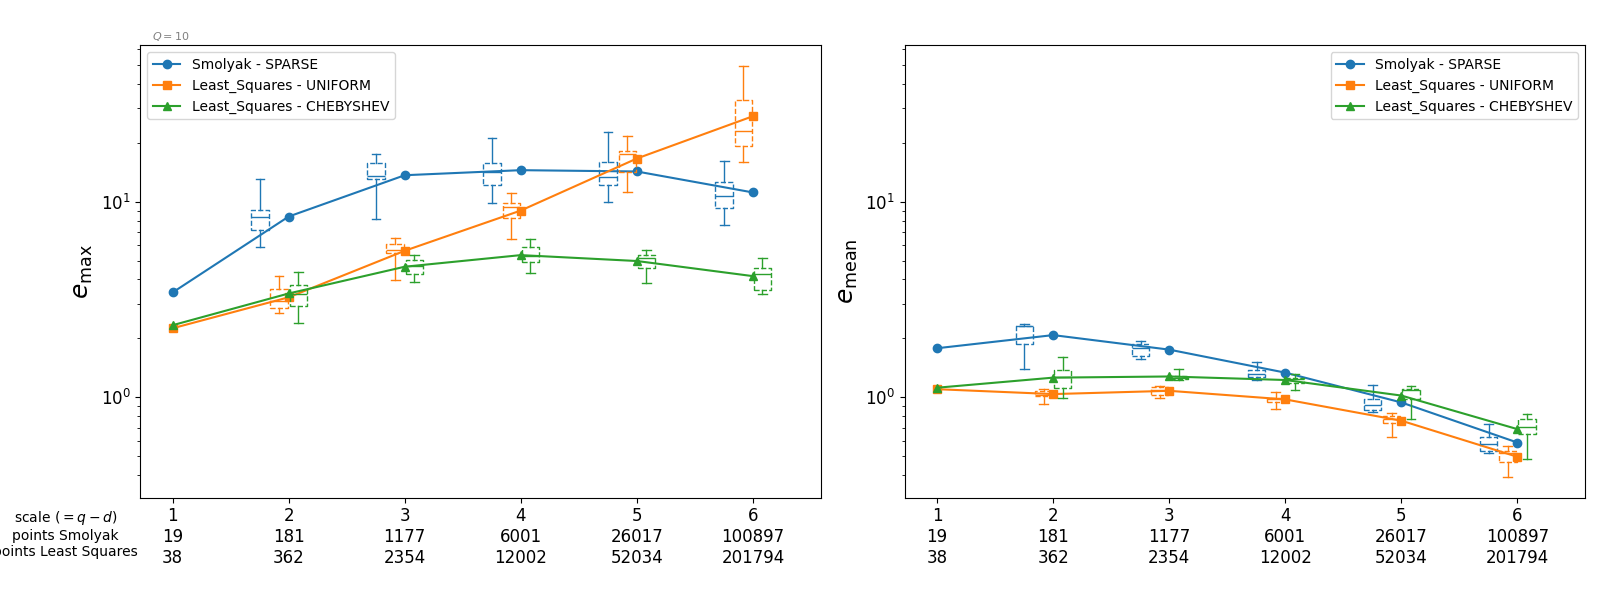 Q = 10
Smolyak - SPARSE
Least_Squares - UNIFORM
Least_Squares - CHEBYSHEV
10¹
10⁰
e_max
scale (= q − d) 1 2 3 4 5 6
points Smolyak 19 181 1177 6001 26017 100897
oints Least Squares 38 362 2354 12002 52034 201794
Smolyak - SPARSE
Least_Squares - UNIFORM
Least_Squares - CHEBYSHEV
10¹
10⁰
e_mean
1 2 3 4 5 6
19 181 1177 6001 26017 100897
38 362 2354 12002 52034 201794